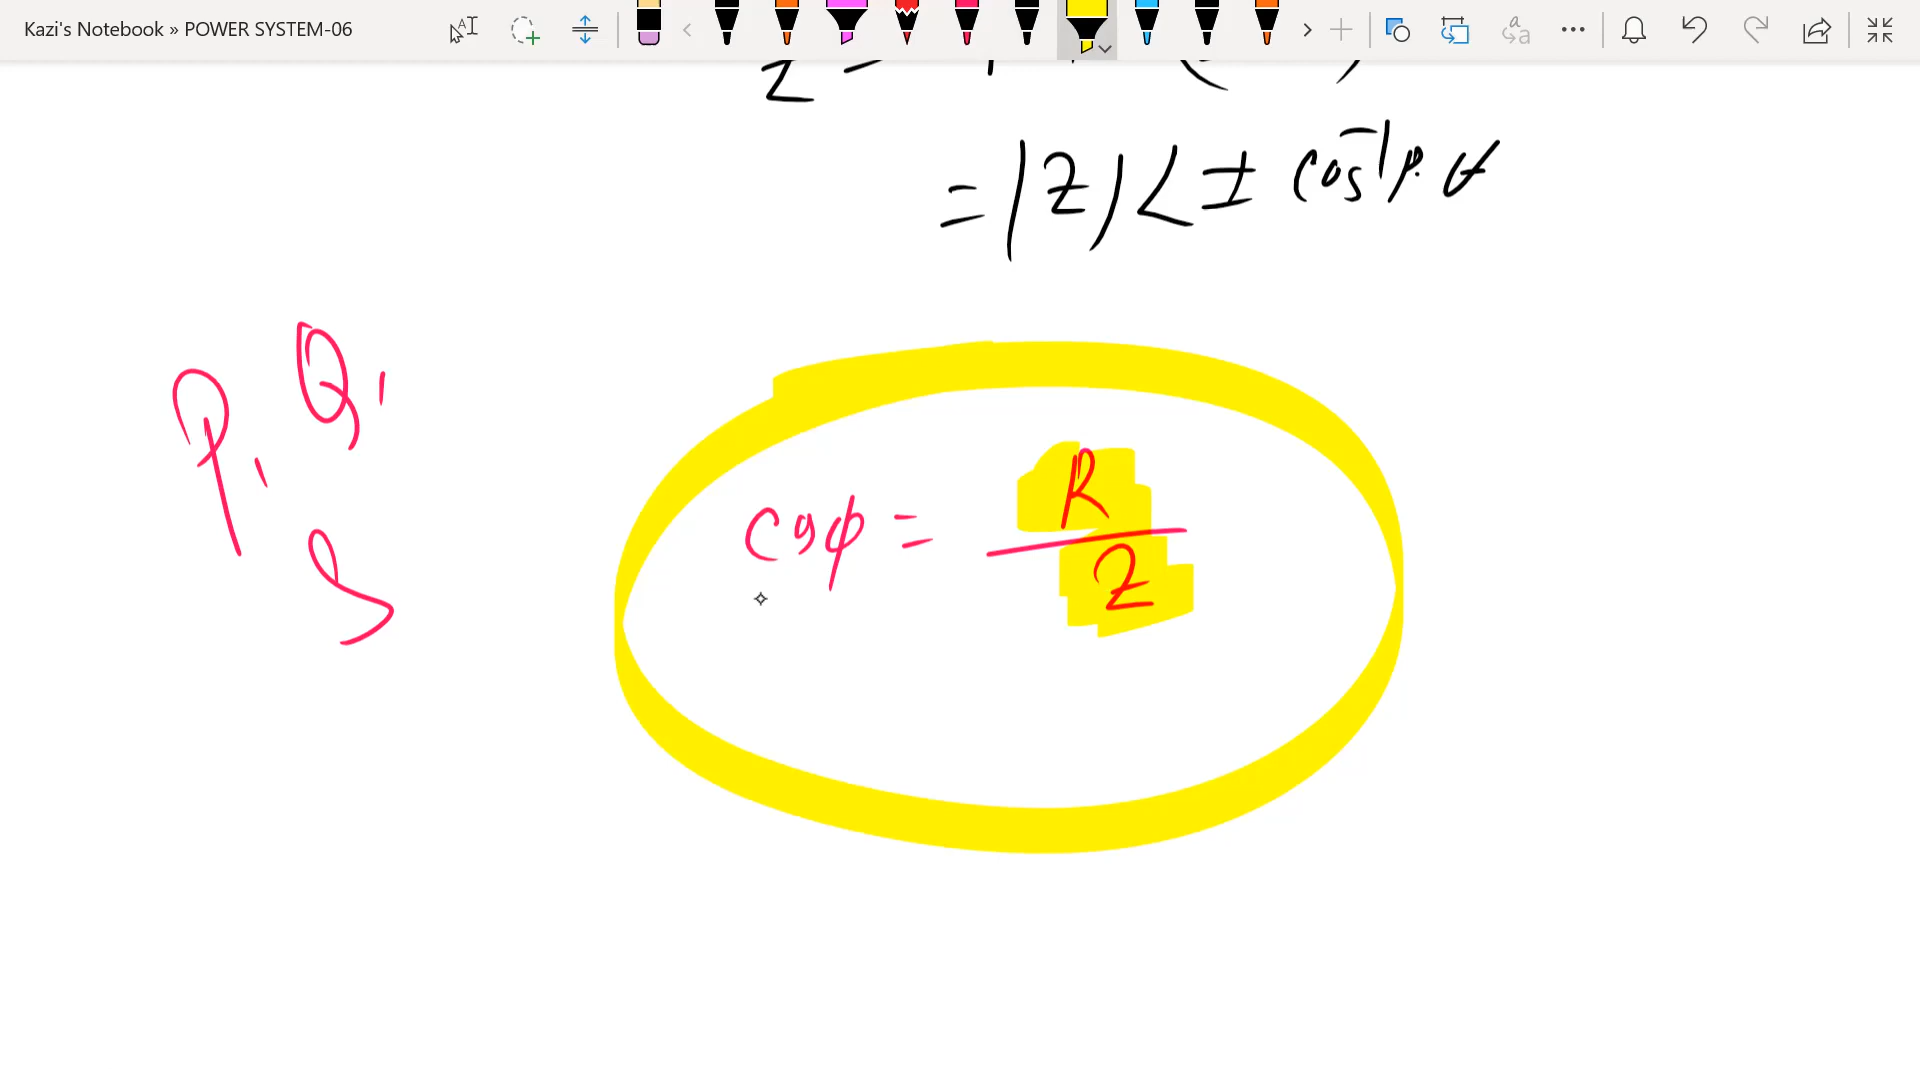 Kazi's Notebook » POWER SYSTEM-06
= |Z| ∠ ± cos⁻¹ p.
P, Q,
S
cosφ = R / Z